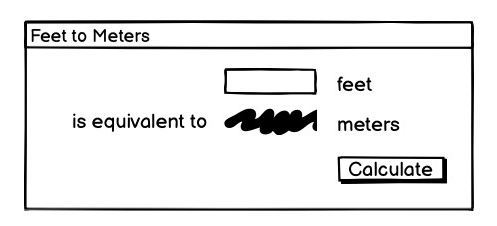 Feet to Meters
feet
is equivalent to meters
Calculate